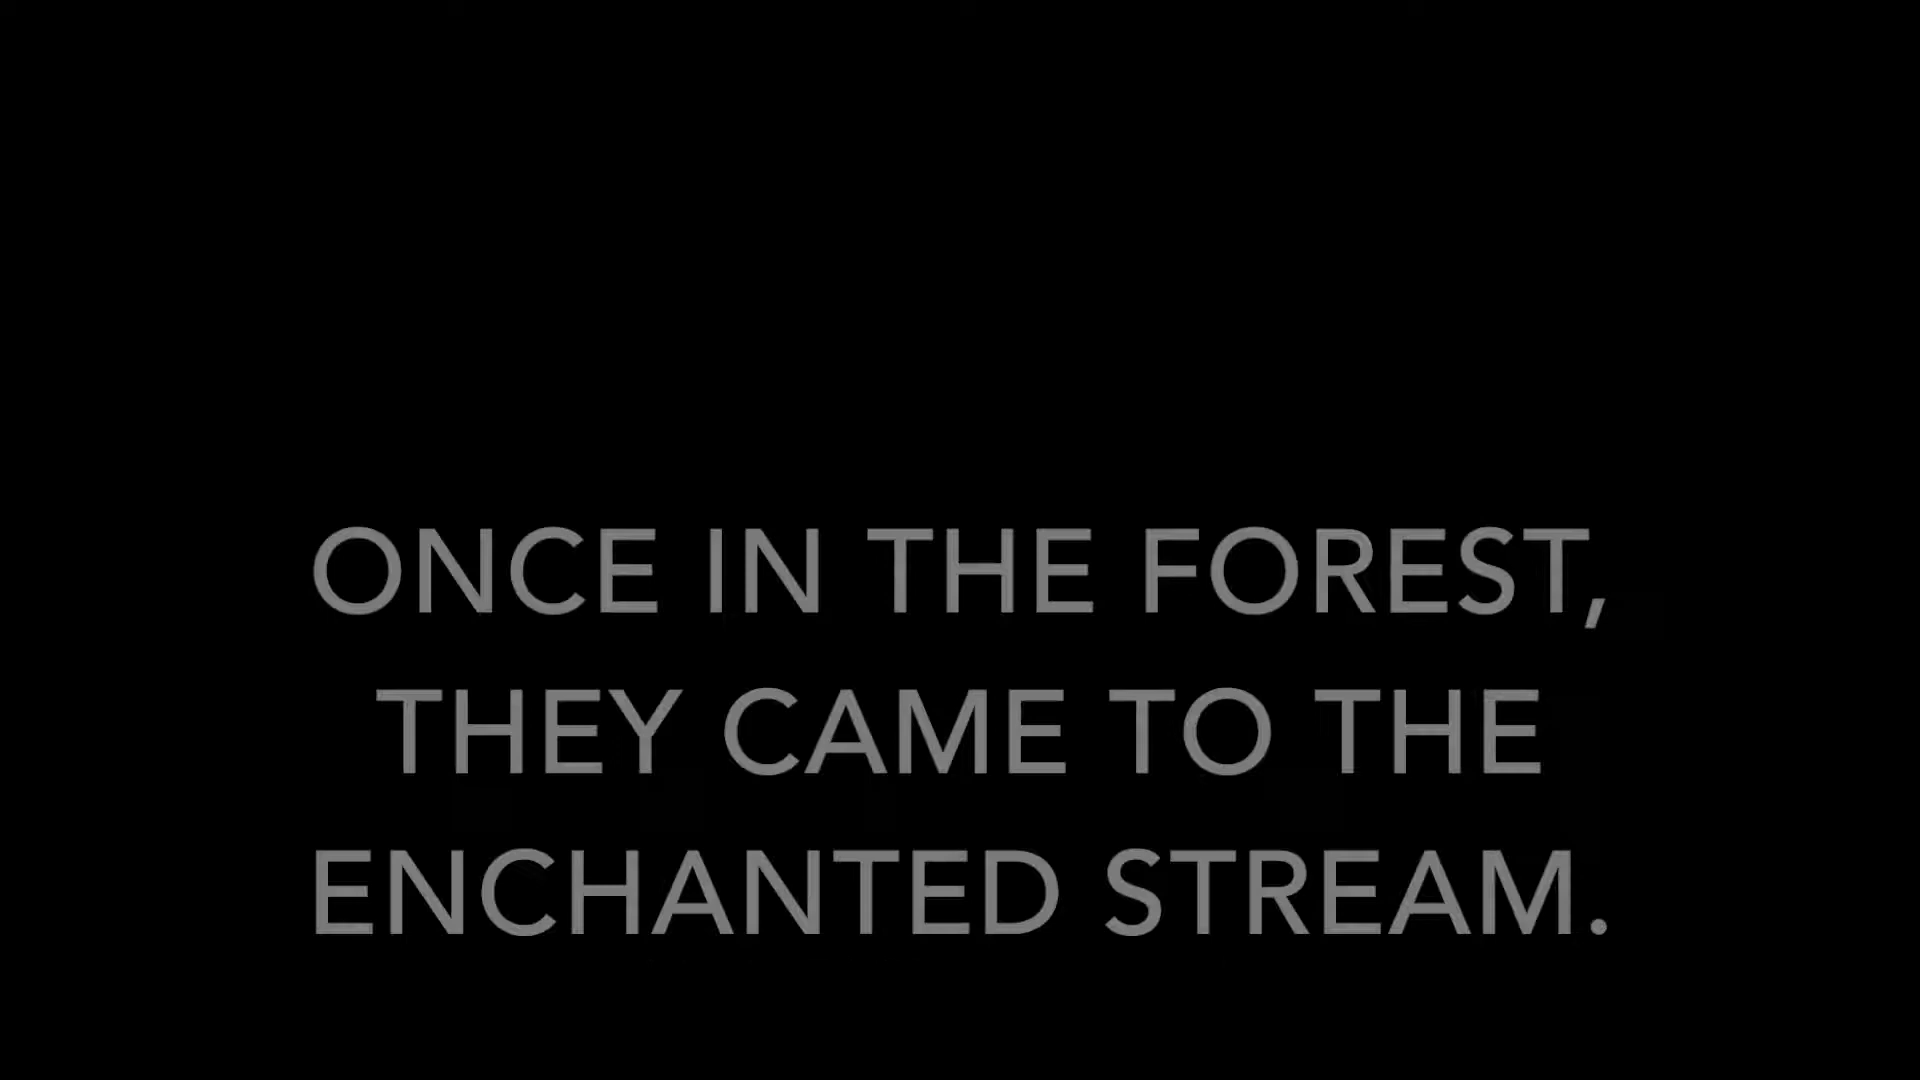 ONCE IN THE FOREST,
THEY CAME TO THE
ENCHANTED STREAM.